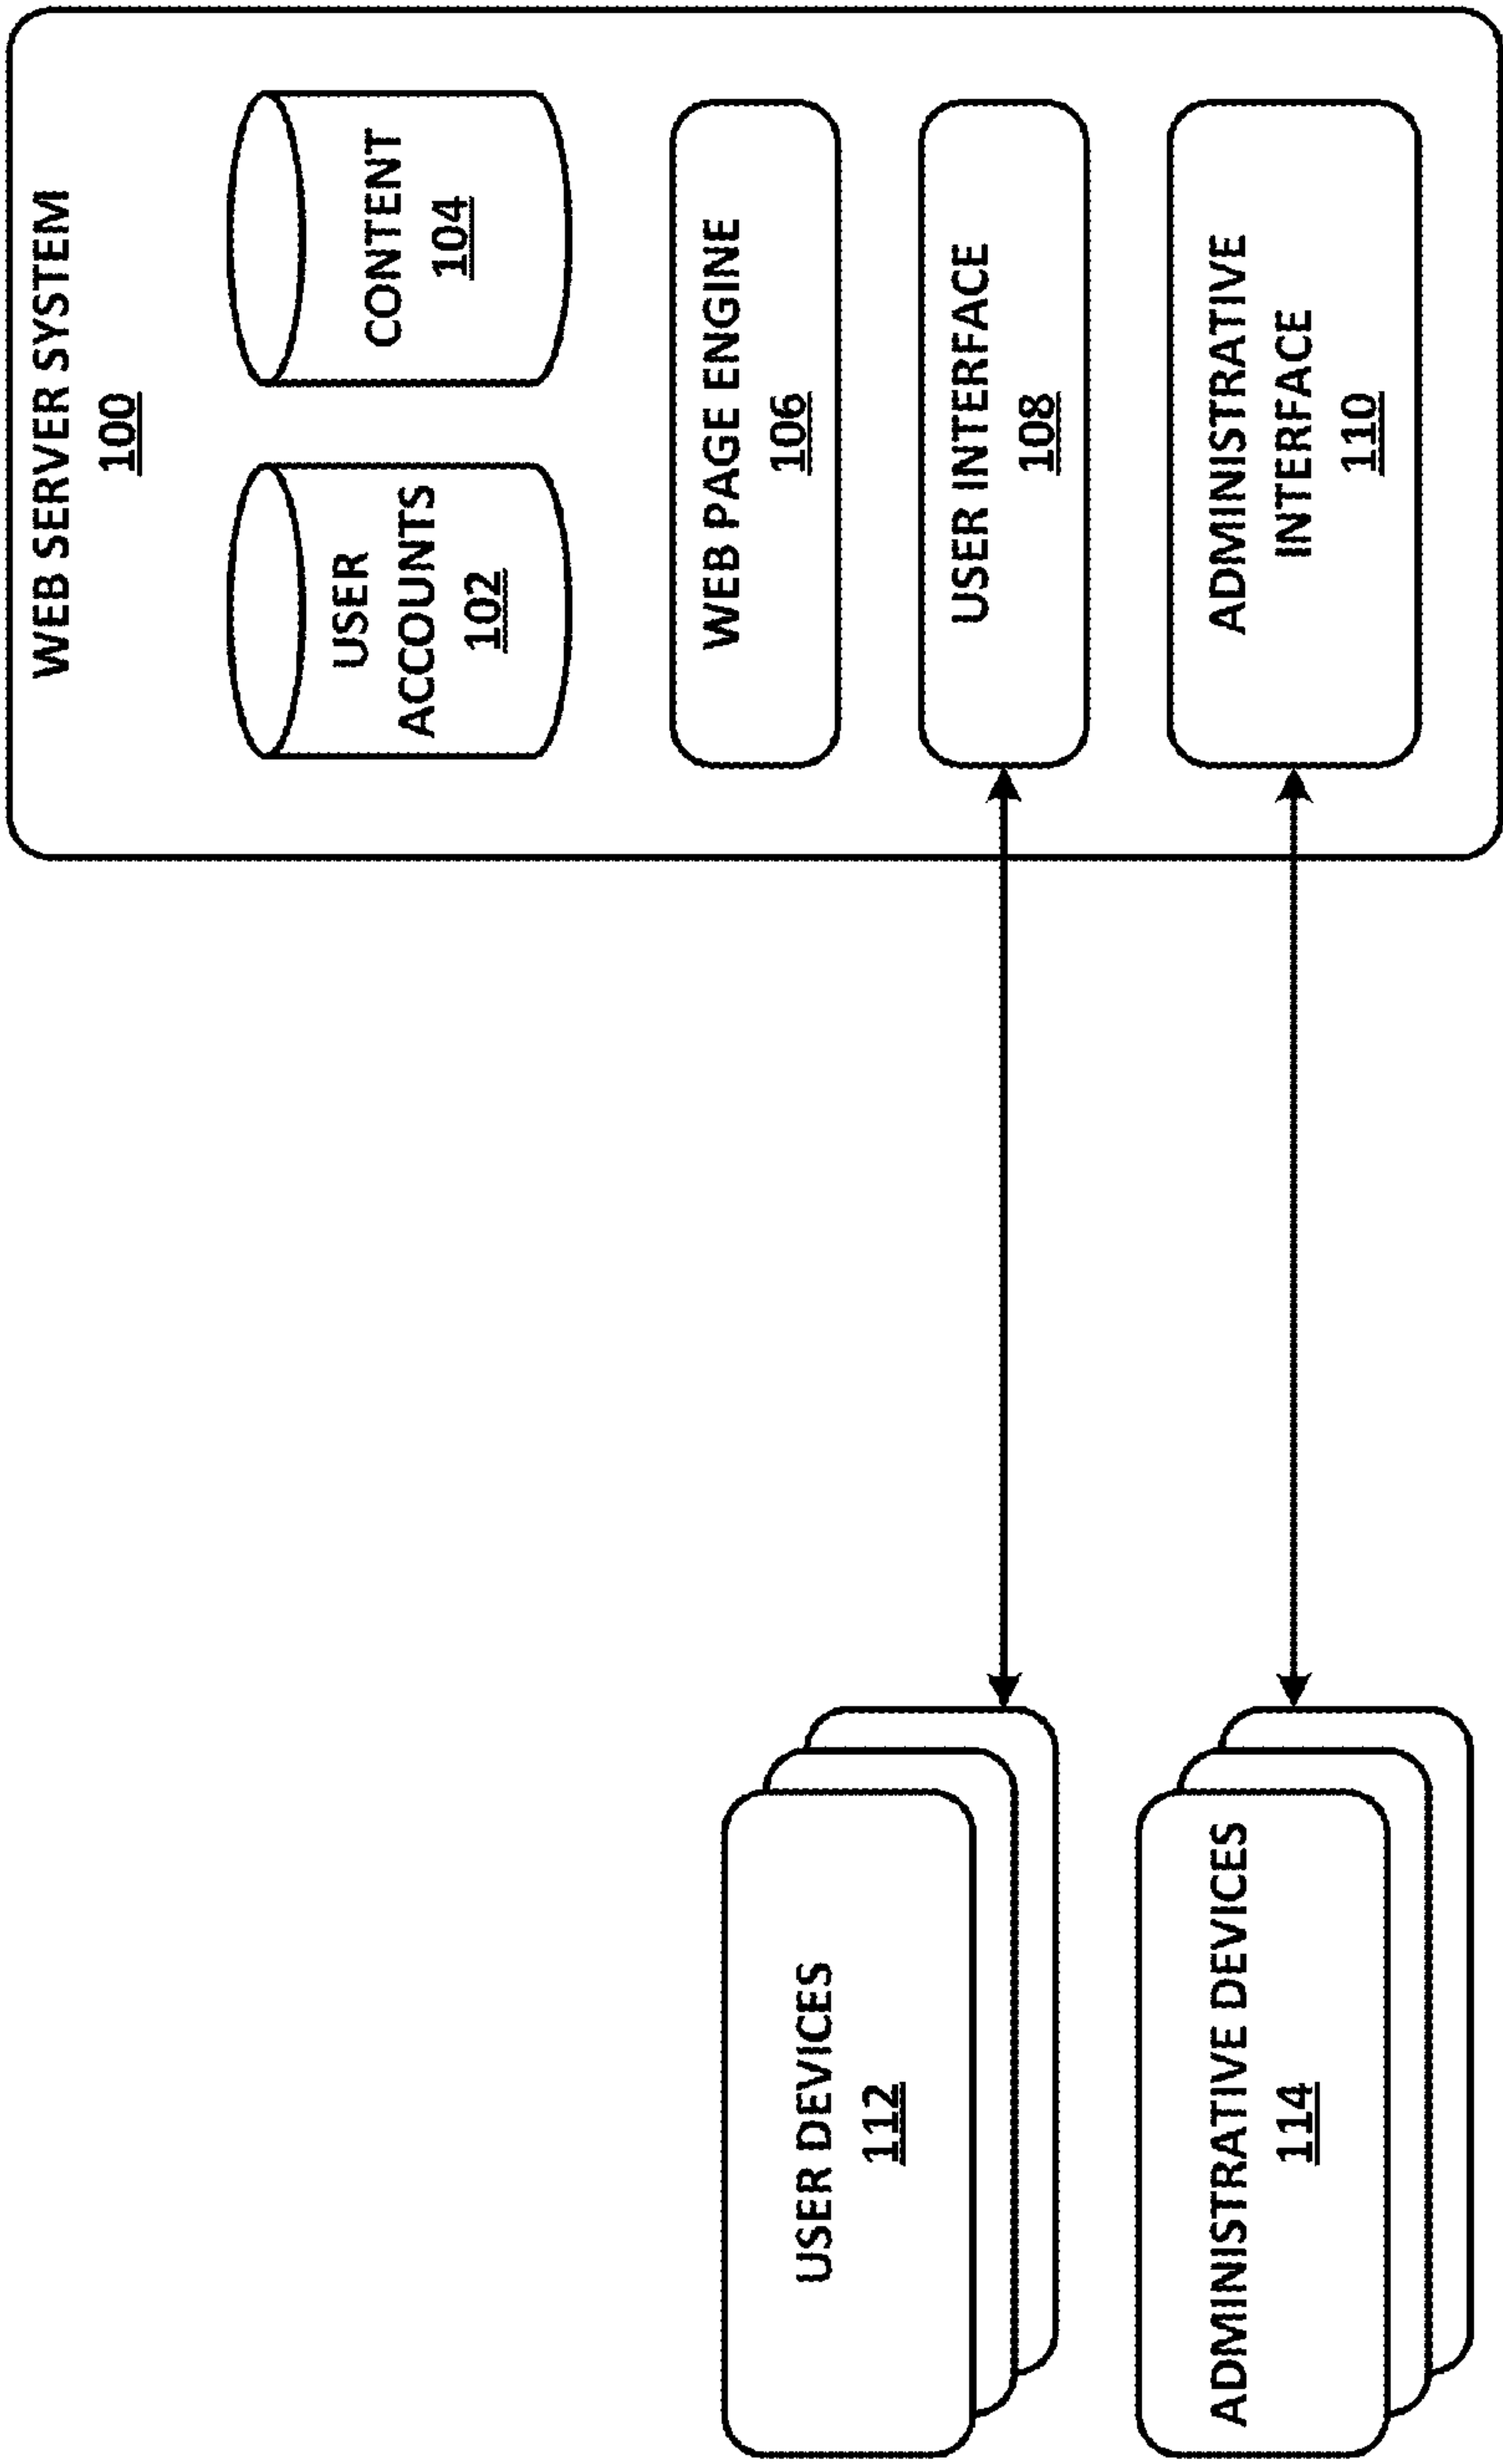 WEB SERVER SYSTEM
100
USER
ACCOUNTS
102
CONTENT
104
WEB PAGE ENGINE
106
USER INTERFACE
108
ADMINISTRATIVE
INTERFACE
110
USER DEVICES
112
ADMINISTRATIVE DEVICES
114